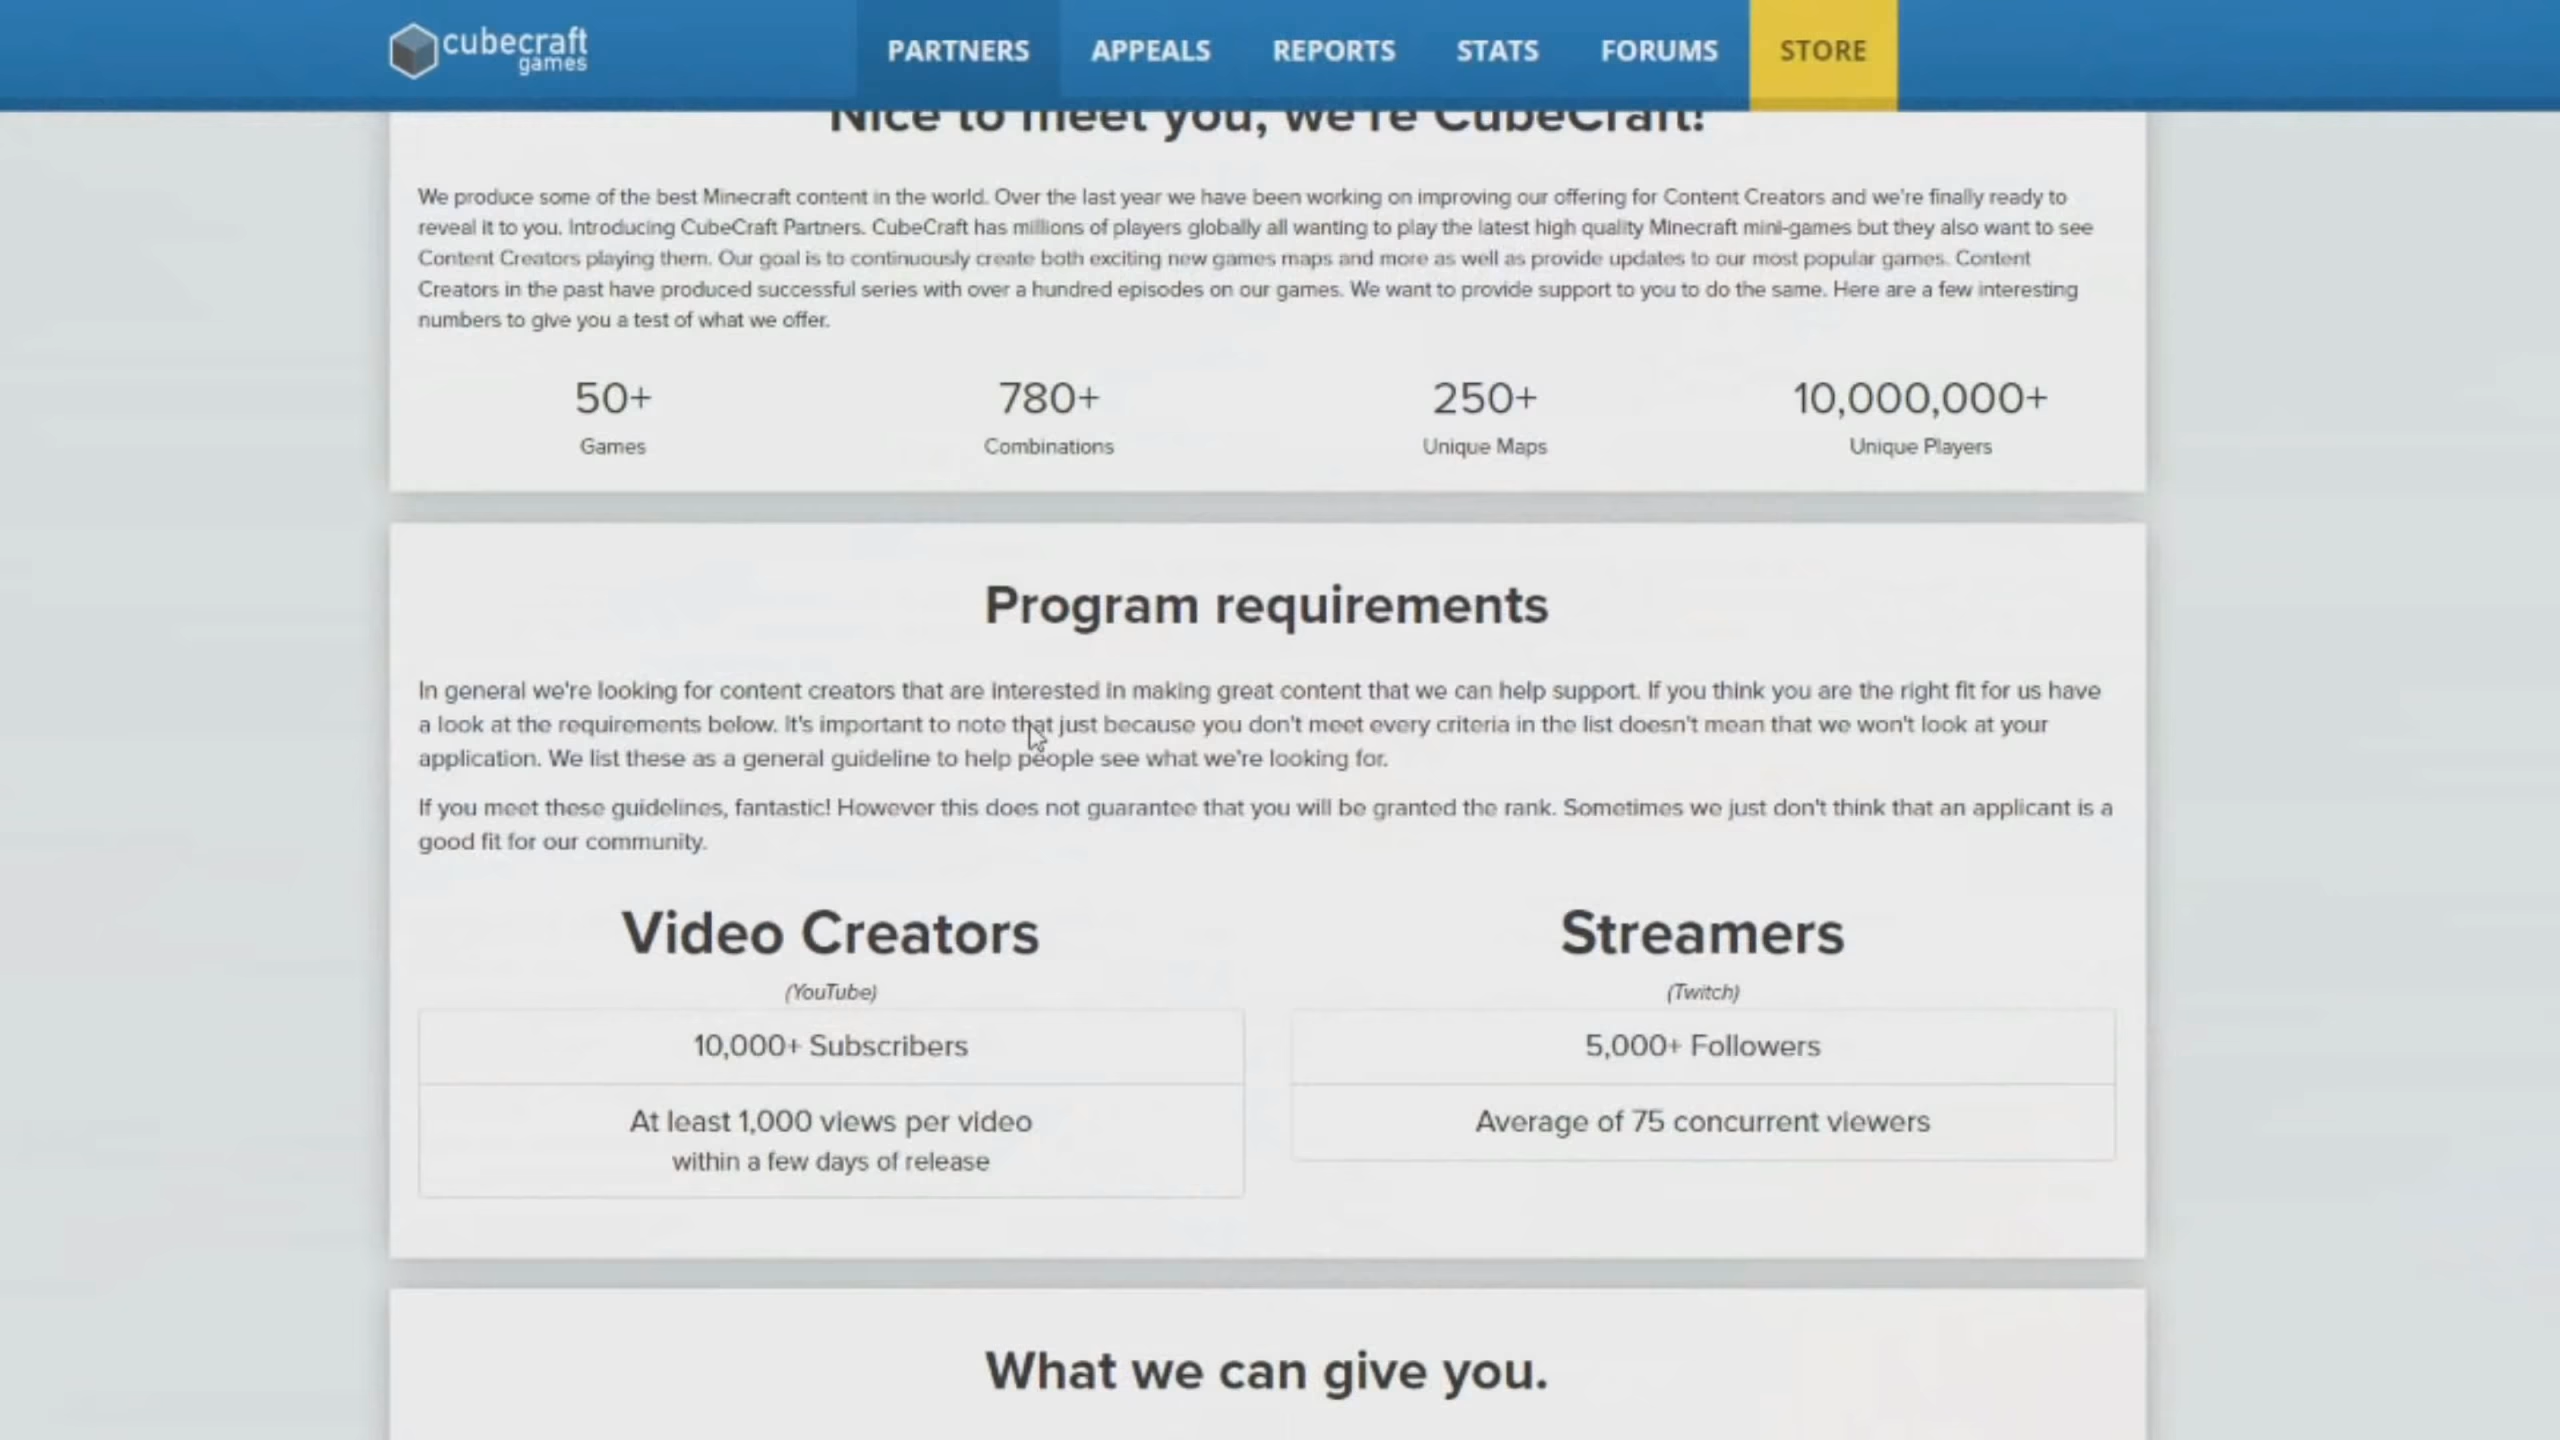 cubecraft
games
PARTNERS
APPEALS
REPORTS
STATS
FORUMS
STORE
Nice to meet you, we're CubeCraft!
We produce some of the best Minecraft content in the world. Over the last year we have been working on improving our offering for Content Creators and we're finally ready to
reveal it to you. Introducing CubeCraft Partners. CubeCraft has millions of players globally all wanting to play the latest high quality Minecraft mini-games but they also want to see
Content Creators playing them. Our goal is to continuously create both exciting new games maps and more as well as provide updates to our most popular games. Content
Creators in the past have produced successful series with over a hundred episodes on our games. We want to provide support to you to do the same. Here are a few interesting
numbers to give you a test of what we offer.
50+
Games
780+
Combinations
250+
Unique Maps
10,000,000+
Unique Players
Program requirements
In general we're looking for content creators that are interested in making great content that we can help support. If you think you are the right fit for us have
a look at the requirements below. It's important to note that just because you don't meet every criteria in the list doesn't mean that we won't look at your
application. We list these as a general guideline to help people see what we're looking for.
If you meet these guidelines, fantastic! However this does not guarantee that you will be granted the rank. Sometimes we just don't think that an applicant is a
good fit for our community.
Video Creators
(YouTube)
10,000+ Subscribers
At least 1,000 views per video
within a few days of release
Streamers
(Twitch)
5,000+ Followers
Average of 75 concurrent viewers
What we can give you.